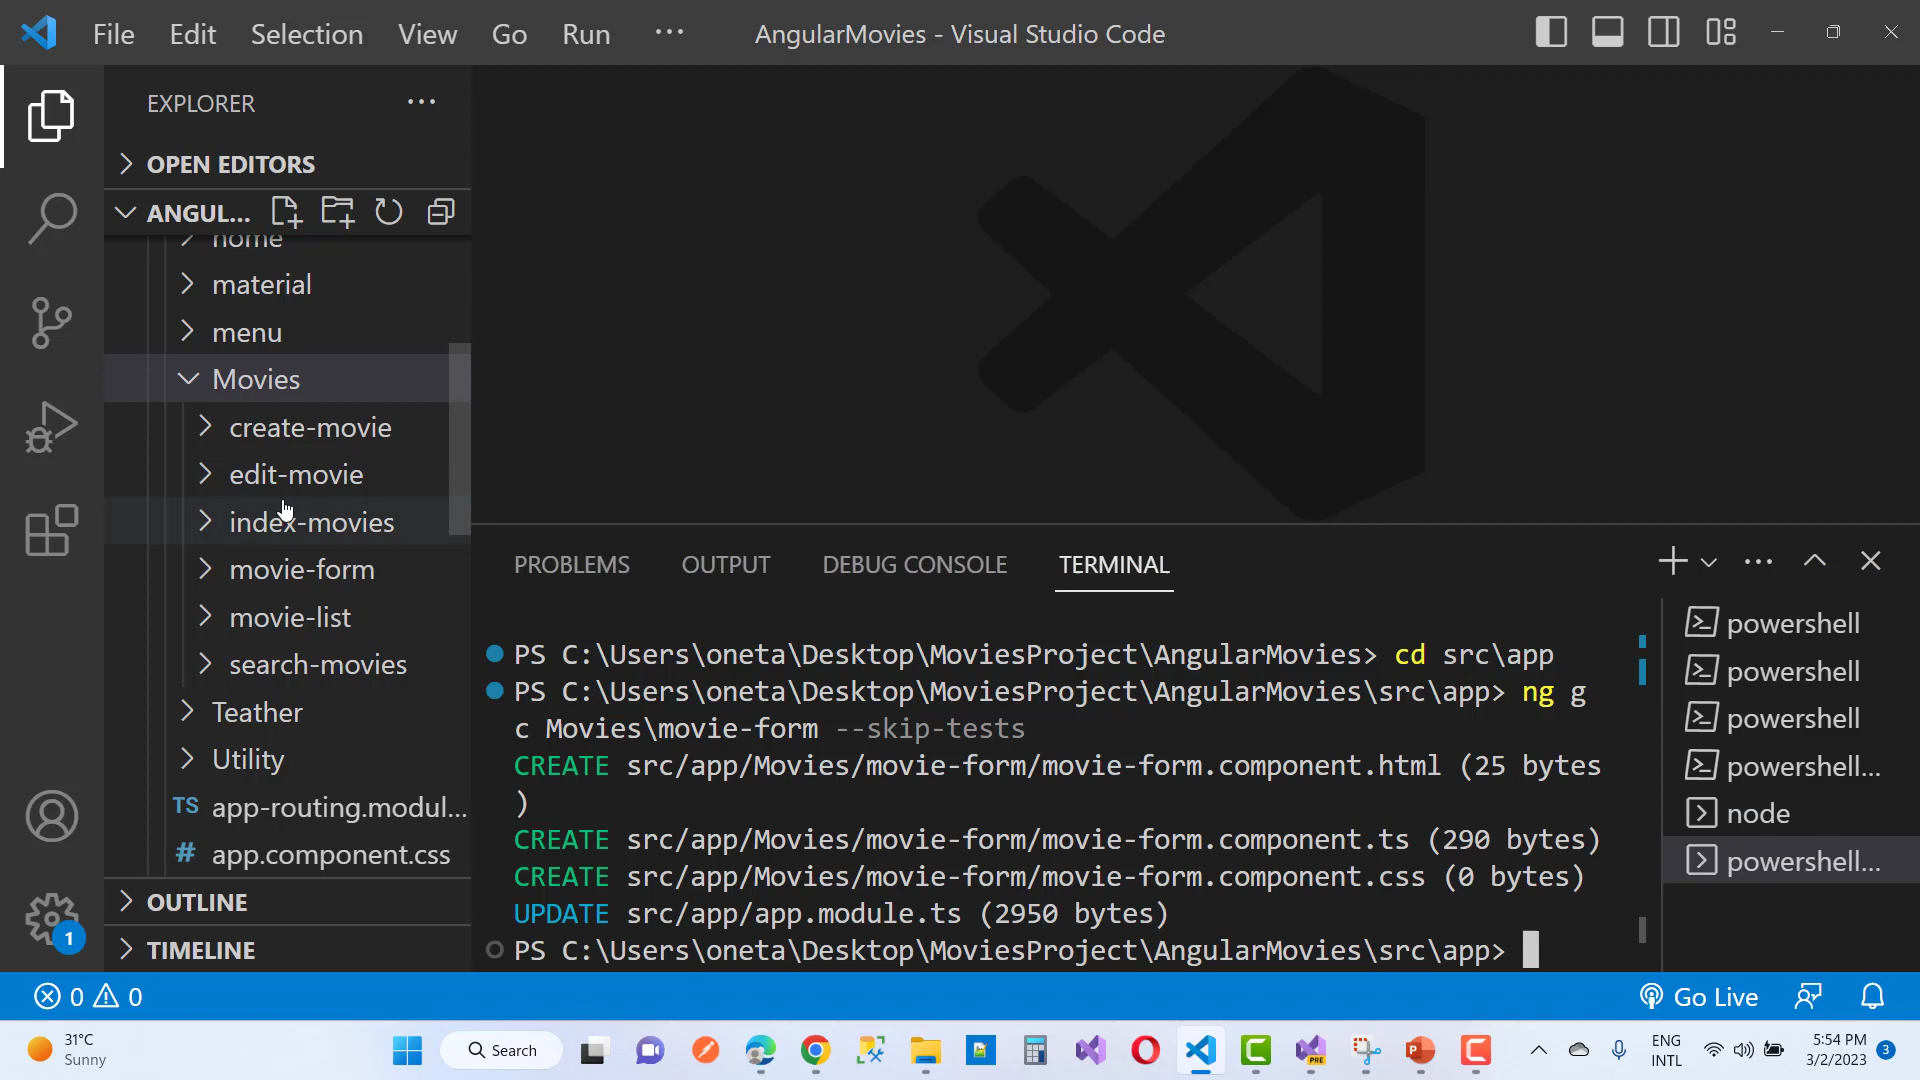 File Edit Selection View Go Run ··· AngularMovies - Visual Studio Code
EXPLORER ···
OPEN EDITORS
ANGUL...
home
material
menu
Movies
create-movie
edit-movie
index-movies
movie-form
movie-list
search-movies
Teather
Utility
TS app-routing.modul...
# app.component.css
OUTLINE
TIMELINE
PROBLEMS OUTPUT DEBUG CONSOLE TERMINAL
PS C:\Users\oneta\Desktop\MoviesProject\AngularMovies> cd src\app
PS C:\Users\oneta\Desktop\MoviesProject\AngularMovies\src\app> ng g
c Movies\movie-form --skip-tests
CREATE src/app/Movies/movie-form/movie-form.component.html (25 bytes
)
CREATE src/app/Movies/movie-form/movie-form.component.ts (290 bytes)
CREATE src/app/Movies/movie-form/movie-form.component.css (0 bytes)
UPDATE src/app/app.module.ts (2950 bytes)
PS C:\Users\oneta\Desktop\MoviesProject\AngularMovies\src\app>
powershell
powershell
powershell
powershell...
node
powershell...
1
0 0
Go Live
31°C
Sunny
Search
PRE
P
ENG
INTL
5:54 PM
3/2/2023
3